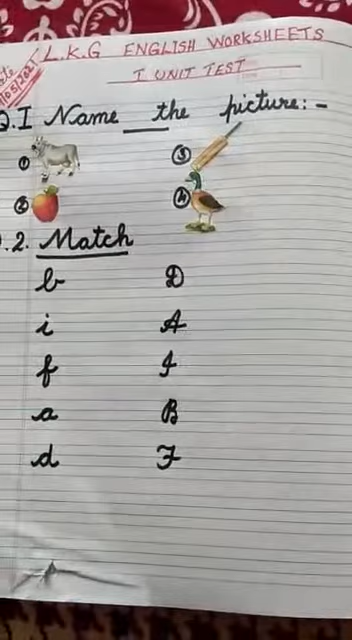 L.K.G ENGLISH WORKSHEETS
I UNIT TEST
Q.I Name the picture:-
① ③
② ④
.2. Match
b D
i A
f I
a B
d F